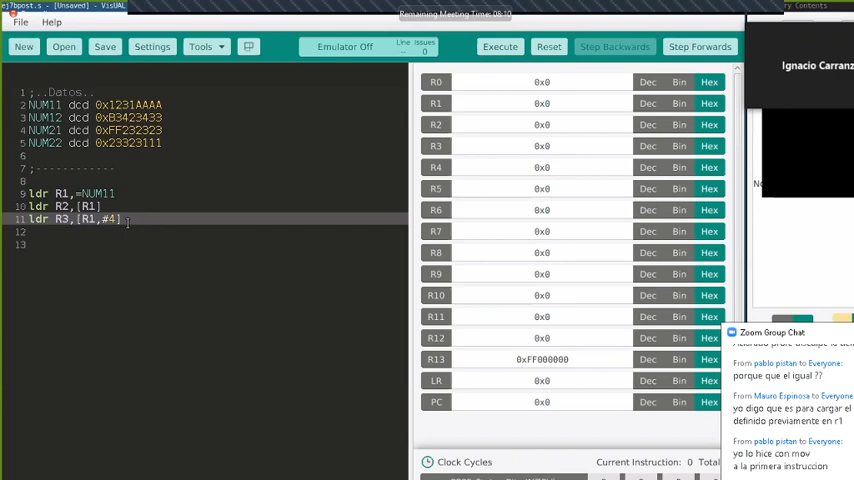 ej7bpost.s - [Unsaved] - VisUAL
ry Contents
Remaining Meeting Time: 08:10
File Help
New Open Save Settings Tools Emulator Off Line Issues
-- -- Execute Reset Step Backwards Step Forwards
Ignacio Carranz
1 ;..Datos..
2 NUM11 dcd 0x1231AAAA
3 NUM12 dcd 0xB3423433
4 NUM21 dcd 0xFF232323
5 NUM22 dcd 0x23323111
6
7 ;------------
8
9 ldr R1,=NUM11
10 ldr R2,[R1]
11 ldr R3,[R1,#4]
12
13
R0 0x0 Dec Bin Hex
R1 0x0 Dec Bin Hex
R2 0x0 Dec Bin Hex
R3 0x0 Dec Bin Hex
R4 0x0 Dec Bin Hex
R5 0x0 Dec Bin Hex
R6 0x0 Dec Bin Hex
R7 0x0 Dec Bin Hex
R8 0x0 Dec Bin Hex
R9 0x0 Dec Bin Hex
R10 0x0 Dec Bin Hex
R11 0x0 Dec Bin Hex
R12 0x0 Dec Bin Hex
R13 0xFF000000 Dec Bin Hex
LR 0x0 Dec Bin Hex
PC 0x0 Dec Bin Hex
Clock Cycles Current Instruction: 0 Total
No
Zoom Group Chat
From pablo pistan to Everyone:
porque que el igual ??
From Mauro Espinosa to Everyone
yo digo que es para cargar el
definido previamente en r1
From pablo pistan to Everyone:
yo lo hice con mov
a la primera instruccion